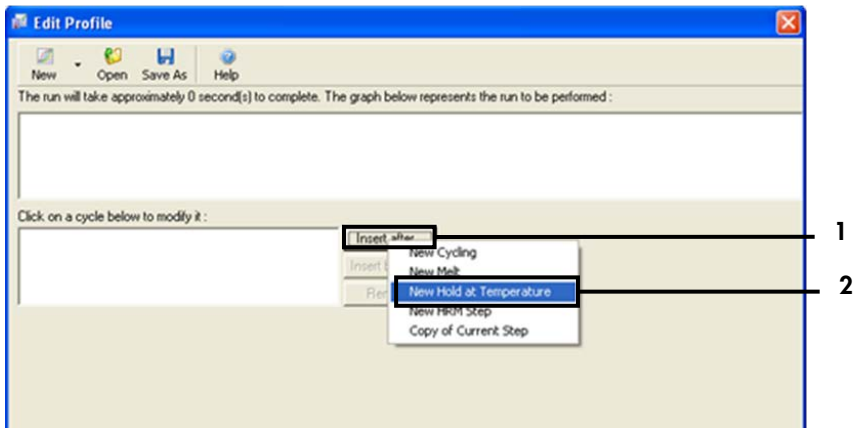 Edit Profile
New Open Save As Help
The run will take approximately 0 second(s) to complete. The graph below represents the run to be performed :
Click on a cycle below to modify it :
Insert after...
1
New Cycling
Insert
New Melt
New Hold at Temperature
2
New HRM Step
Copy of Current Step